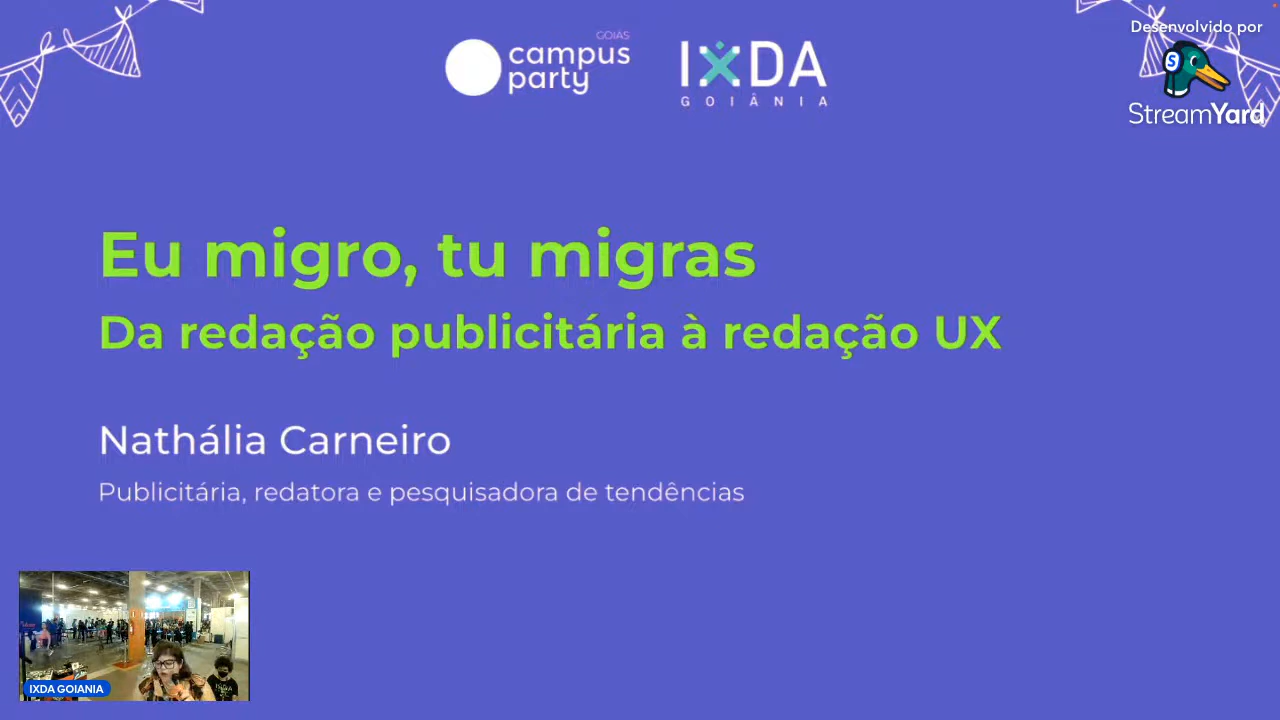 GOIÁS
campus
party
IXDA
GOIÂNIA
Desenvolvido por
StreamYard
Eu migro, tu migras
Da redação publicitária à redação UX
Nathália Carneiro
Publicitária, redatora e pesquisadora de tendências
IXDA GOIANIA